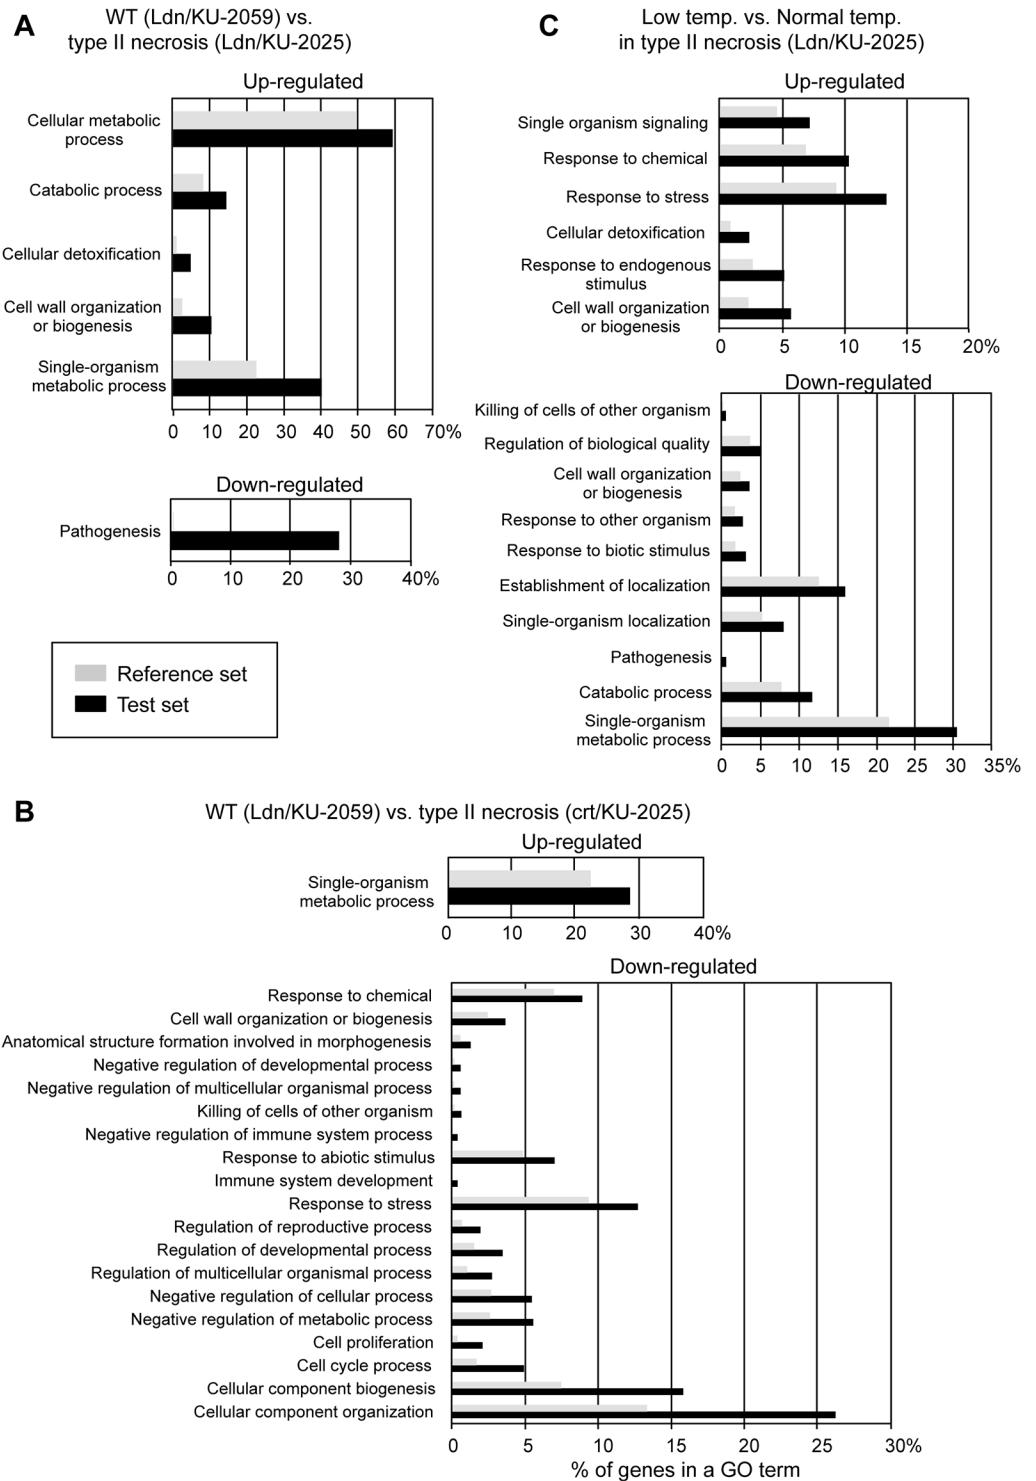 A
WT (Ldn/KU-2059) vs.
type II necrosis (Ldn/KU-2025)
Up-regulated
Cellular metabolic
process
Catabolic process
Cellular detoxification
Cell wall organization
or biogenesis
Single-organism
metabolic process
0 10 20 30 40 50 60 70%
Down-regulated
Pathogenesis
0 10 20 30 40%
Reference set
Test set
C
Low temp. vs. Normal temp.
in type II necrosis (Ldn/KU-2025)
Up-regulated
Single organism signaling
Response to chemical
Response to stress
Cellular detoxification
Response to endogenous
stimulus
Cell wall organization
or biogenesis
0 5 10 15 20%
Down-regulated
Killing of cells of other organism
Regulation of biological quality
Cell wall organization
or biogenesis
Response to other organism
Response to biotic stimulus
Establishment of localization
Single-organism localization
Pathogenesis
Catabolic process
Single-organism
metabolic process
0 5 10 15 20 25 30 35%
B
WT (Ldn/KU-2059) vs. type II necrosis (crt/KU-2025)
Up-regulated
Single-organism
metabolic process
0 10 20 30 40%
Down-regulated
Response to chemical
Cell wall organization or biogenesis
Anatomical structure formation involved in morphogenesis
Negative regulation of developmental process
Negative regulation of multicellular organismal process
Killing of cells of other organism
Negative regulation of immune system process
Response to abiotic stimulus
Immune system development
Response to stress
Regulation of reproductive process
Regulation of developmental process
Regulation of multicellular organismal process
Negative regulation of cellular process
Negative regulation of metabolic process
Cell proliferation
Cell cycle process
Cellular component biogenesis
Cellular component organization
0 5 10 15 20 25 30%
% of genes in a GO term